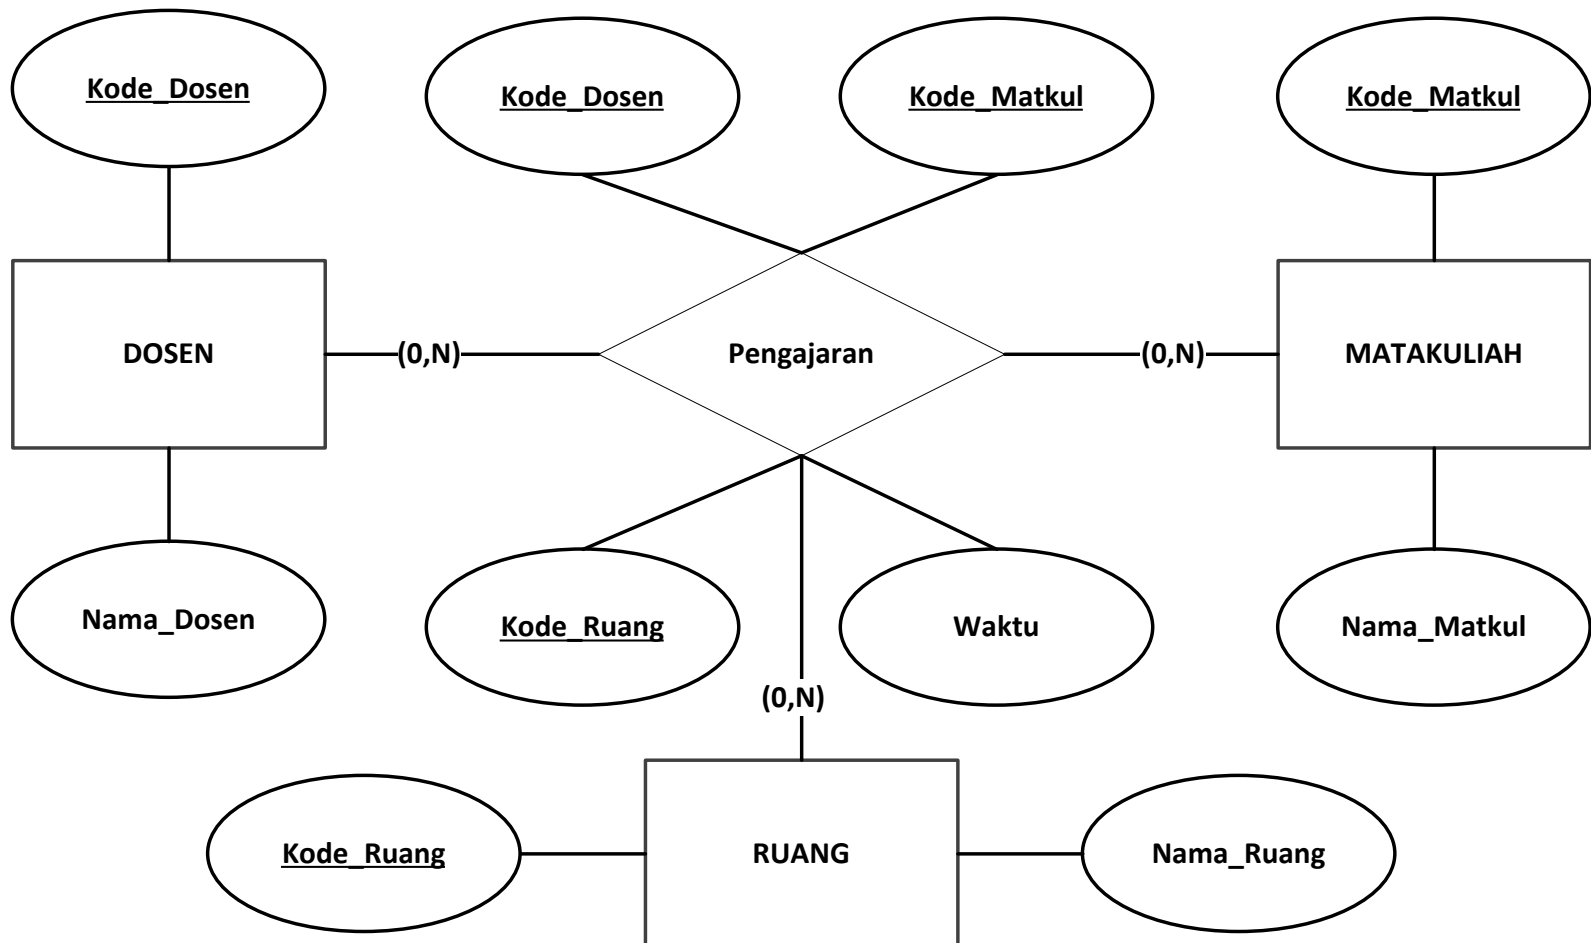 Kode_Dosen
Kode_Dosen
Kode_Matkul
Kode_Matkul
DOSEN
(0,N)
Pengajaran
(0,N)
MATAKULIAH
Nama_Dosen
Kode_Ruang
Waktu
Nama_Matkul
(0,N)
Kode_Ruang
RUANG
Nama_Ruang